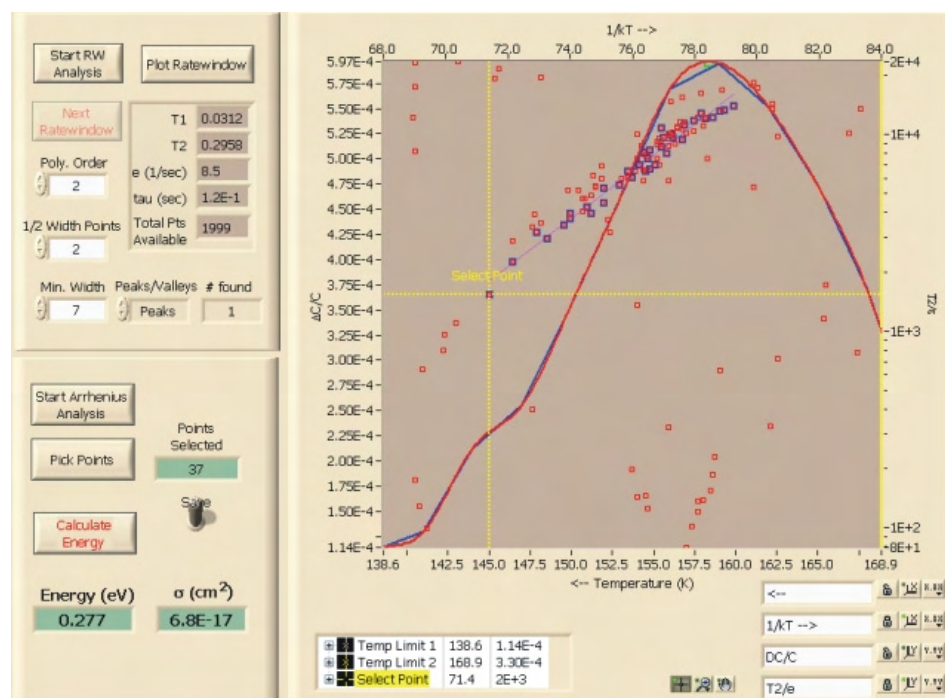 Start RW
Analysis
Plot Ratewindow
Next
Ratewindow
T1 0.0312
T2 0.2958
e (1/sec) 8.5
tau (sec) 1.2E-1
Total Pts
Available 1999
Poly. Order
2
1/2 Width Points
2
Min. Width Peaks/Valleys # found
7 Peaks 1
Start Arrhenius
Analysis
Pick Points
Points
Selected
37
Save
Calculate
Energy
Energy (eV) σ (cm²)
0.277 6.8E-17
1/kT -->
68.0 70.0 72.0 74.0 76.0 78.0 80.0 82.0 84.0
5.97E-4
5.50E-4
5.25E-4
5.00E-4
4.75E-4
4.50E-4
4.25E-4
4.00E-4
3.75E-4
3.50E-4
3.25E-4
3.00E-4
2.75E-4
2.50E-4
2.25E-4
2.00E-4
1.75E-4
1.50E-4
1.14E-4
ΔC/C
Select Point
-2E+4
-1E+4
-1E+3
-1E+2
-8E+1
T2/s
138.6 142.5 145.0 147.5 150.0 152.5 155.0 157.5 160.0 162.5 165.0 168.9
<-- Temperature (K)
Temp Limit 1 138.6 1.14E-4
Temp Limit 2 168.9 3.30E-4
Select Point 71.4 2E+3
<--
1/kT -->
DC/C
T2/e